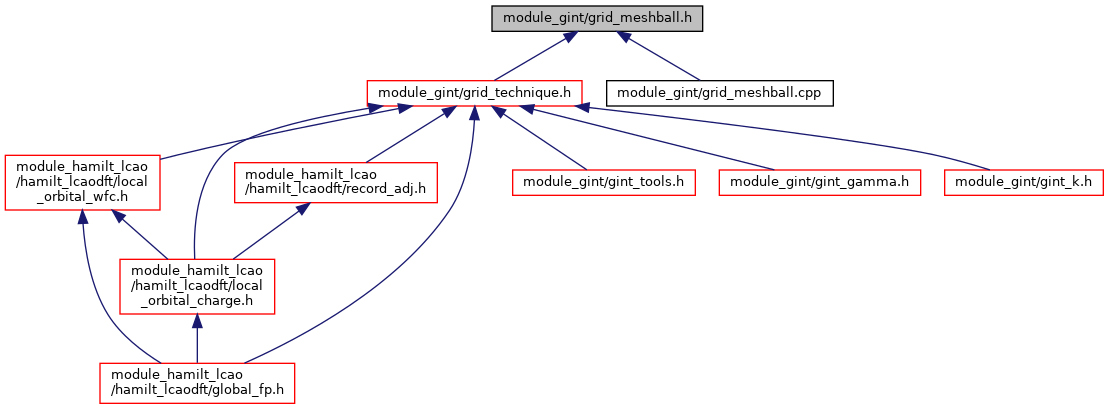 module_gint/grid_meshball.h
module_gint/grid_technique.h
module_gint/grid_meshball.cpp
module_hamilt_lcao
/hamilt_lcaodft/local
_orbital_wfc.h
module_hamilt_lcao
/hamilt_lcaodft/record_adj.h
module_gint/gint_tools.h
module_gint/gint_gamma.h
module_gint/gint_k.h
module_hamilt_lcao
/hamilt_lcaodft/local
_orbital_charge.h
module_hamilt_lcao
/hamilt_lcaodft/global_fp.h